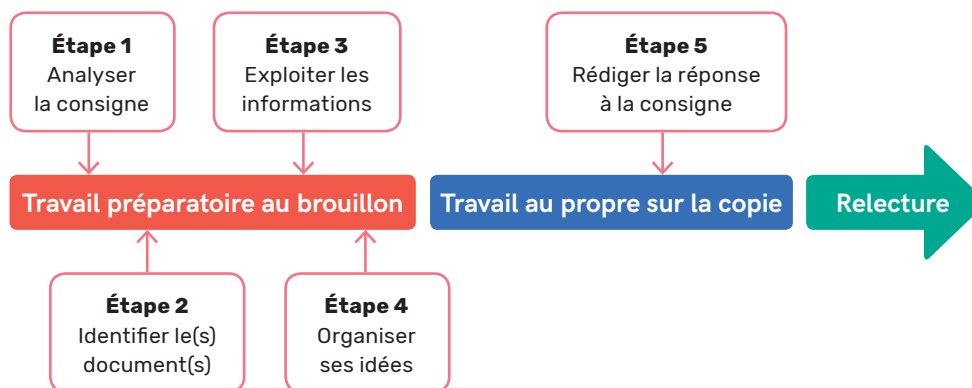 Étape 1
Analyser
la consigne
Étape 3
Exploiter les
informations
Étape 5
Rédiger la réponse
à la consigne
Travail préparatoire au brouillon
Travail au propre sur la copie
Relecture
Étape 2
Identifier le(s)
document(s)
Étape 4
Organiser
ses idées